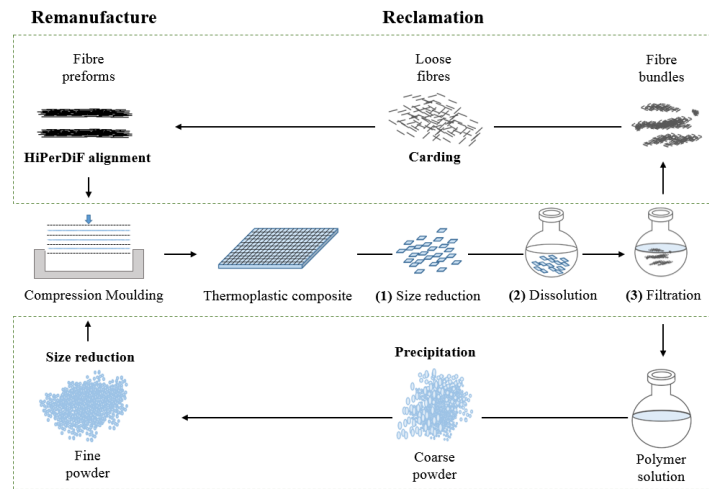 Remanufacture
Reclamation
Fibre
preforms
Loose
fibres
Fibre
bundles
HiPerDiF alignment
Carding
Compression Moulding
Thermoplastic composite
(1) Size reduction
(2) Dissolution
(3) Filtration
Size reduction
Precipitation
Fine
powder
Coarse
powder
Polymer
solution